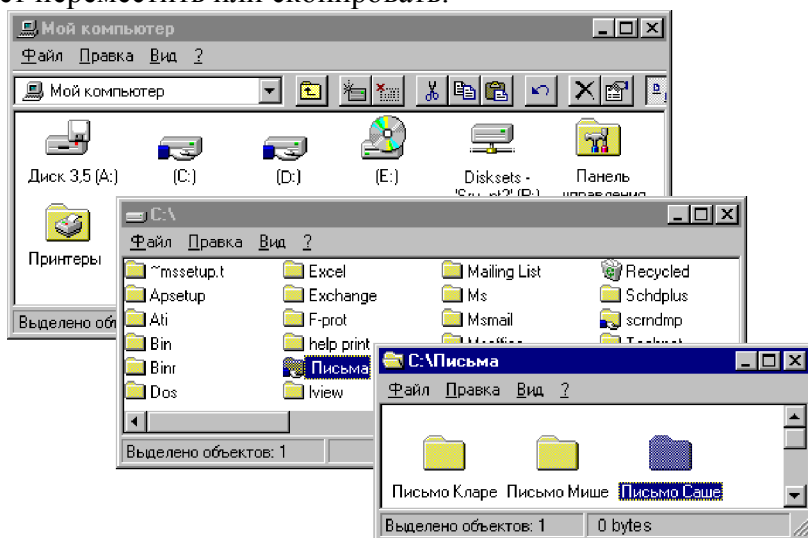 переместить или скопировать.
Мой компьютер
Файл Правка Вид ?
Мой компьютер
Диск 3,5 (A:) (C:) (D:) (E:) Disksets - Панель
управления
Принтеры
Выделено
C:\
Файл Правка Вид ?
~mssetup.t Excel Mailing List Recycled
Apsetup Exchange Ms Schdplus
Ati F-prot Msmail scrndmp
Bin help print
Binr Письма
Dos Iview
Выделено объектов: 1
C:\Письма
Файл Правка Вид ?
Письмо Кларе Письмо Мише Письмо Саше
Выделено объектов: 1 0 bytes